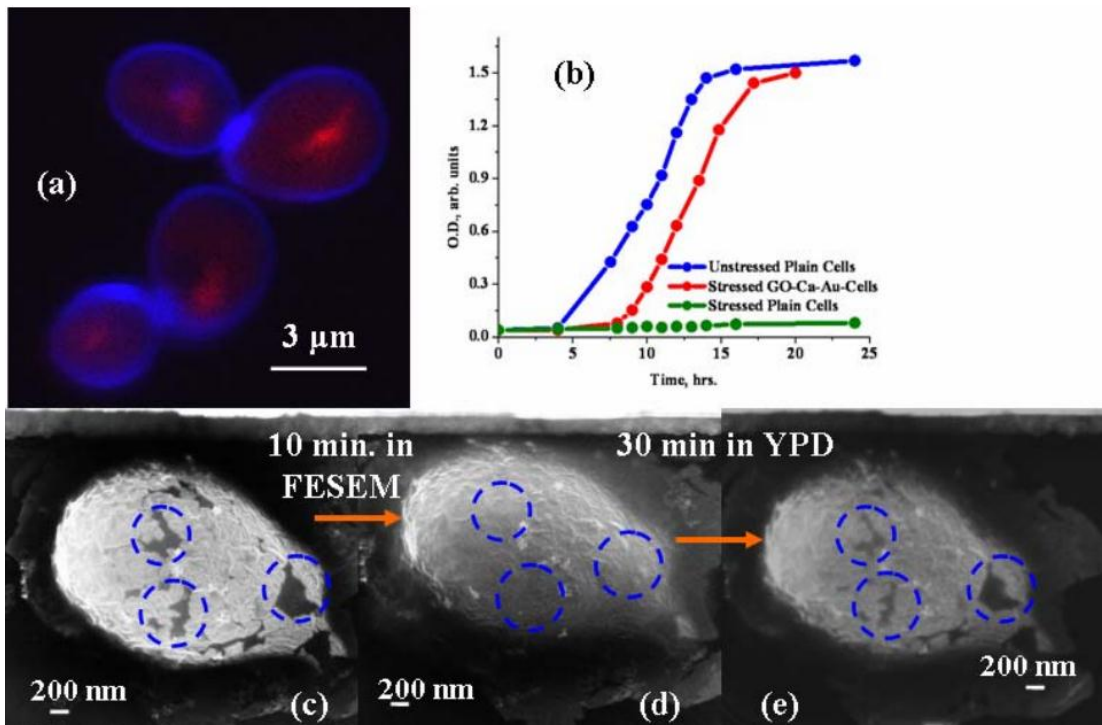 (a)
3 µm
(b)
O.D., arb. units
1.5
1.2
0.9
0.6
0.3
0.0
Unstressed Plain Cells
Stressed GO-Ca-Au-Cells
Stressed Plain Cells
0
5
10
15
20
25
Time, hrs.
10 min. in
FESEM
30 min in YPD
200 nm
(c)
200 nm
(d)
(e)
200 nm